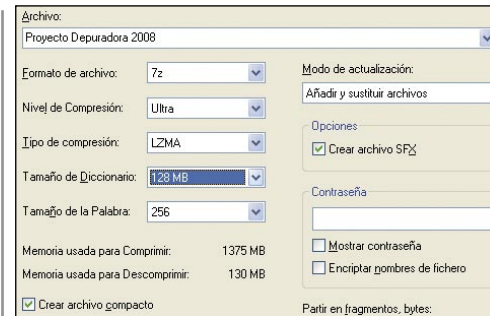 Archivo:
Proyecto Depuradora 2008
Formato de archivo: 7z
Nivel de Compresión: Ultra
Tipo de compresión: LZMA
Tamaño de Diccionario: 128 MB
Tamaño de la Palabra: 256
Memoria usada para Comprimir: 1375 MB
Memoria usada para Descomprimir: 130 MB
Crear archivo compacto
Modo de actualización:
Añadir y sustituir archivos
Opciones
Crear archivo SFX
Contraseña
Mostrar contraseña
Encriptar nombres de fichero
Partir en fragmentos, bytes: